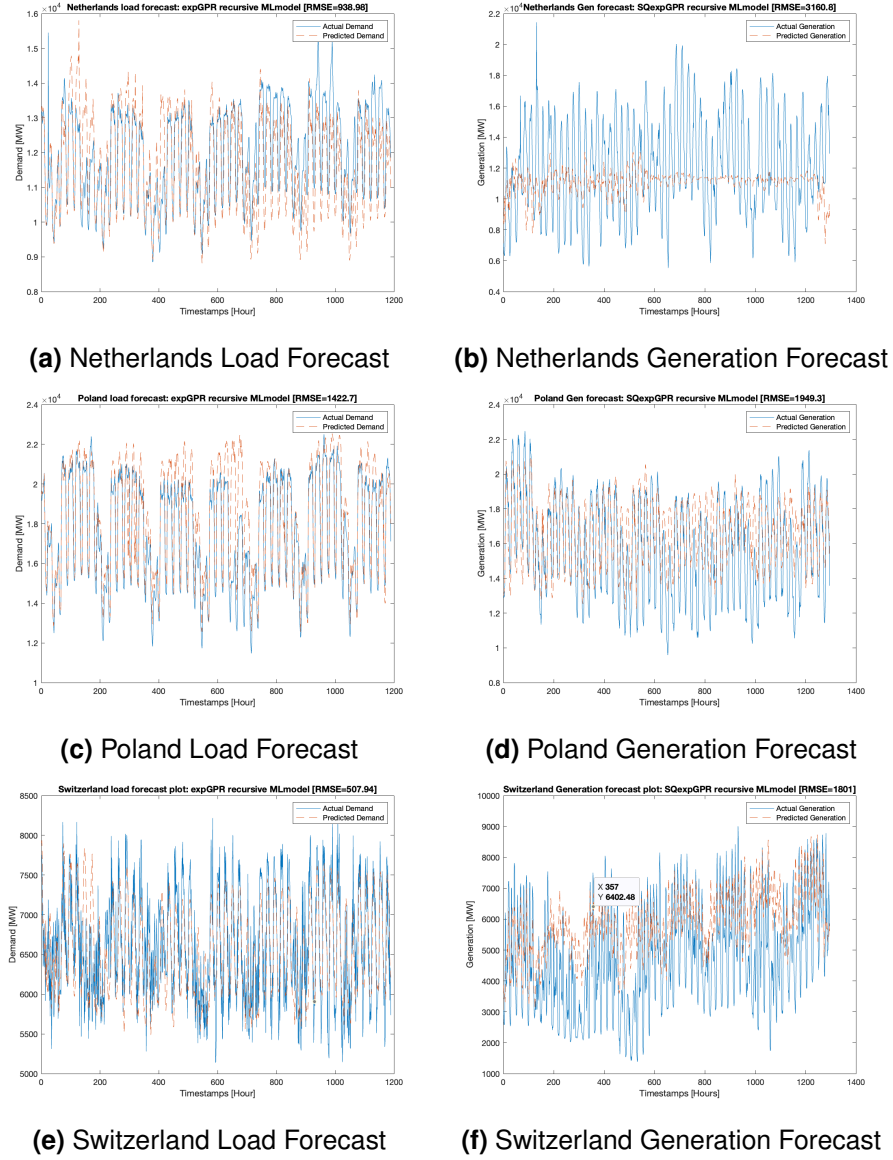 Netherlands load forecast: expGPR recursive MLmodel [RMSE=938.98]
×10⁴
1.6
1.5
1.4
1.3
1.2
1.1
1
0.9
0.8
Demand [MW]
Actual Demand
Predicted Demand
0 200 400 600 800 1000 1200
Timestamps [Hour]
(a) Netherlands Load Forecast
Netherlands Gen forecast: SQexpGPR recursive MLmodel [RMSE=3160.8]
×10⁴
2.2
2
1.8
1.6
1.4
1.2
1
0.8
0.6
0.4
Generation [MW]
Actual Generation
Predicted Generation
0 200 400 600 800 1000 1200 1400
Timestamps [Hours]
(b) Netherlands Generation Forecast
Poland load forecast: expGPR recursive MLmodel [RMSE=1422.7]
×10⁴
2.4
2.2
2
1.8
1.6
1.4
1.2
1
Demand [MW]
Actual Demand
Predicted Demand
0 200 400 600 800 1000 1200
Timestamps [Hour]
(c) Poland Load Forecast
Poland Gen forecast: SQexpGPR recursive MLmodel [RMSE=1949.3]
×10⁴
2.4
2.2
2
1.8
1.6
1.4
1.2
1
0.8
Generation [MW]
Actual Generation
Predicted Generation
0 200 400 600 800 1000 1200 1400
Timestamps [Hours]
(d) Poland Generation Forecast
Switzerland load forecast plot: expGPR recursive MLmodel [RMSE=507.94]
8500
8000
7500
7000
6500
6000
5500
5000
Demand [MW]
Actual Demand
Predicted Demand
0 200 400 600 800 1000 1200
Timestamps [Hour]
(e) Switzerland Load Forecast
Switzerland Generation forecast plot: SQexpGPR recursive MLmodel [RMSE=1801]
10000
9000
8000
7000
6000
5000
4000
3000
2000
1000
Generation [MW]
Actual Generation
Predicted Generation
X 357
Y 6402.48
0 200 400 600 800 1000 1200 1400
Timestamps [Hours]
(f) Switzerland Generation Forecast